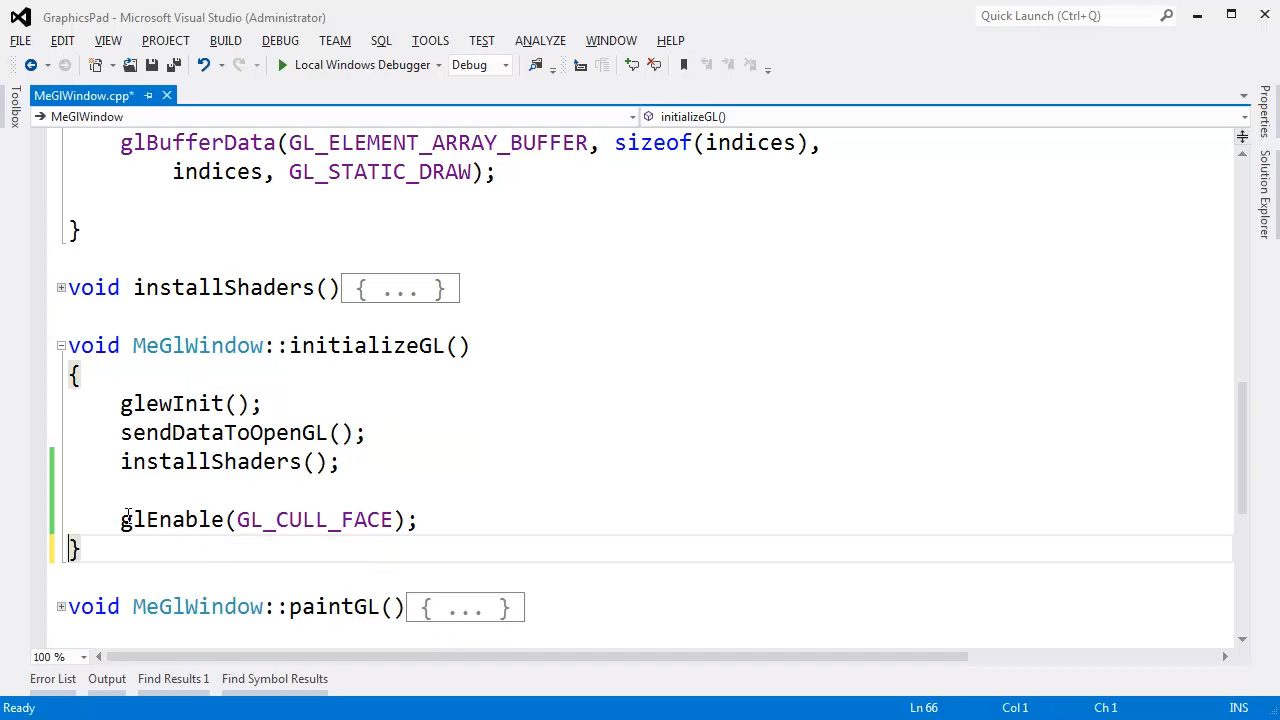 GraphicsPad - Microsoft Visual Studio (Administrator)
Quick Launch (Ctrl+Q)
FILE EDIT VIEW PROJECT BUILD DEBUG TEAM SQL TOOLS TEST ANALYZE WINDOW HELP
Local Windows Debugger Debug
Toolbox
MeGlWindow.cpp*
MeGlWindow initializeGL()
glBufferData(GL_ELEMENT_ARRAY_BUFFER, sizeof(indices),
indices, GL_STATIC_DRAW);
}
void installShaders(){ ... }
void MeGlWindow::initializeGL()
{
glewInit();
sendDataToOpenGL();
installShaders();
glEnable(GL_CULL_FACE);
}
void MeGlWindow::paintGL(){ ... }
100 %
Error List Output Find Results 1 Find Symbol Results
Ready Ln 66 Col 1 Ch 1 INS
Properties
Solution Explorer